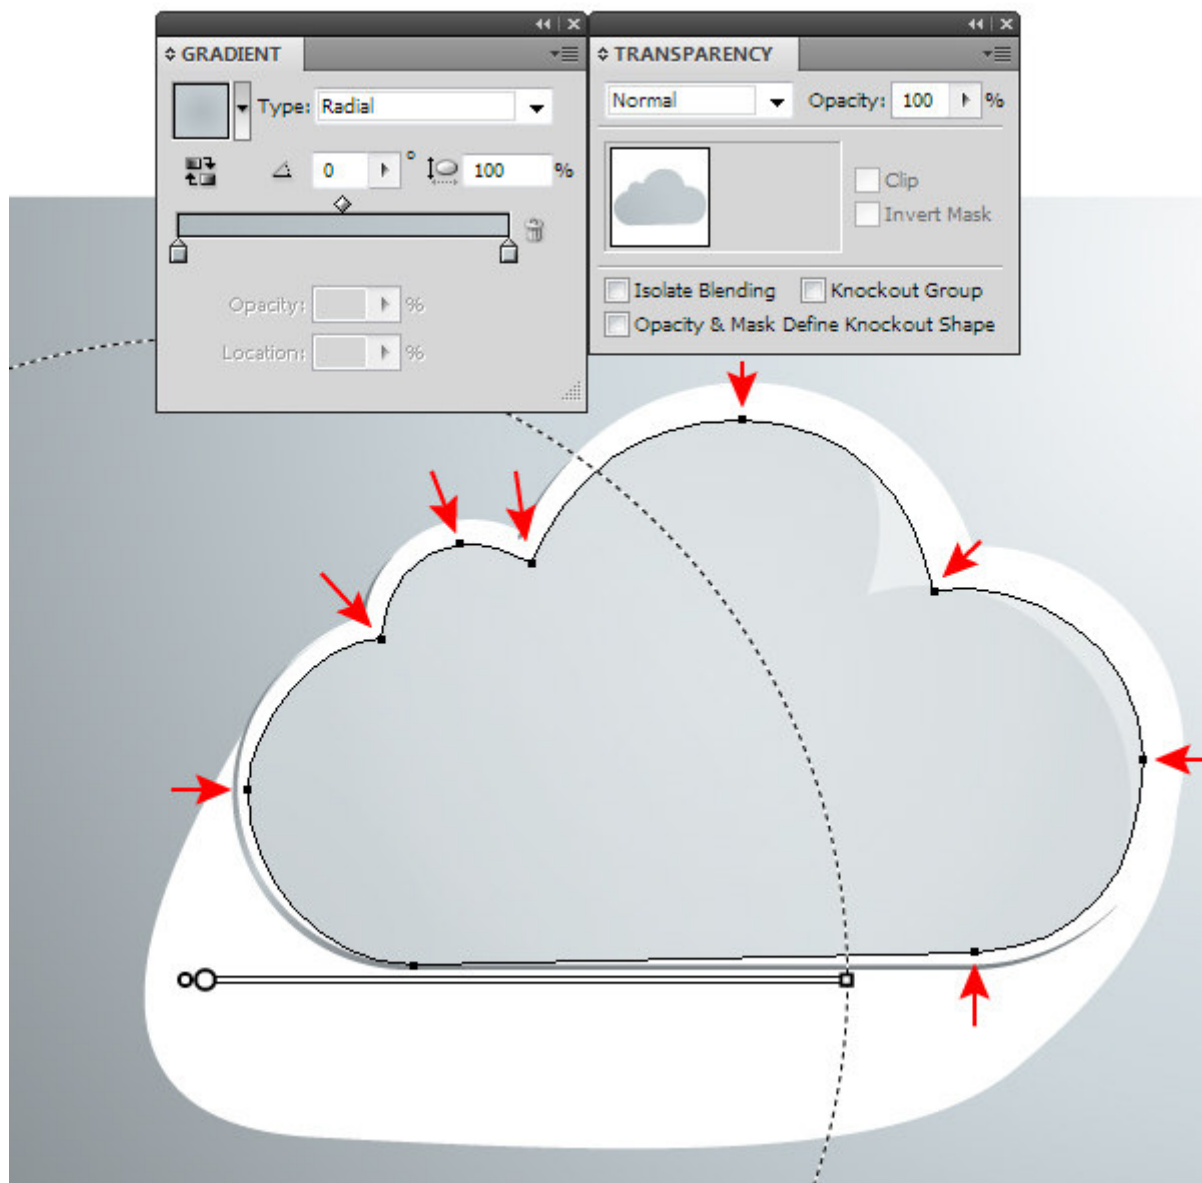 GRADIENT
Type: Radial
0 ° 100 %
Opacity: %
Location: %
TRANSPARENCY
Normal Opacity: 100 %
Clip
Invert Mask
Isolate Blending Knockout Group
Opacity & Mask Define Knockout Shape